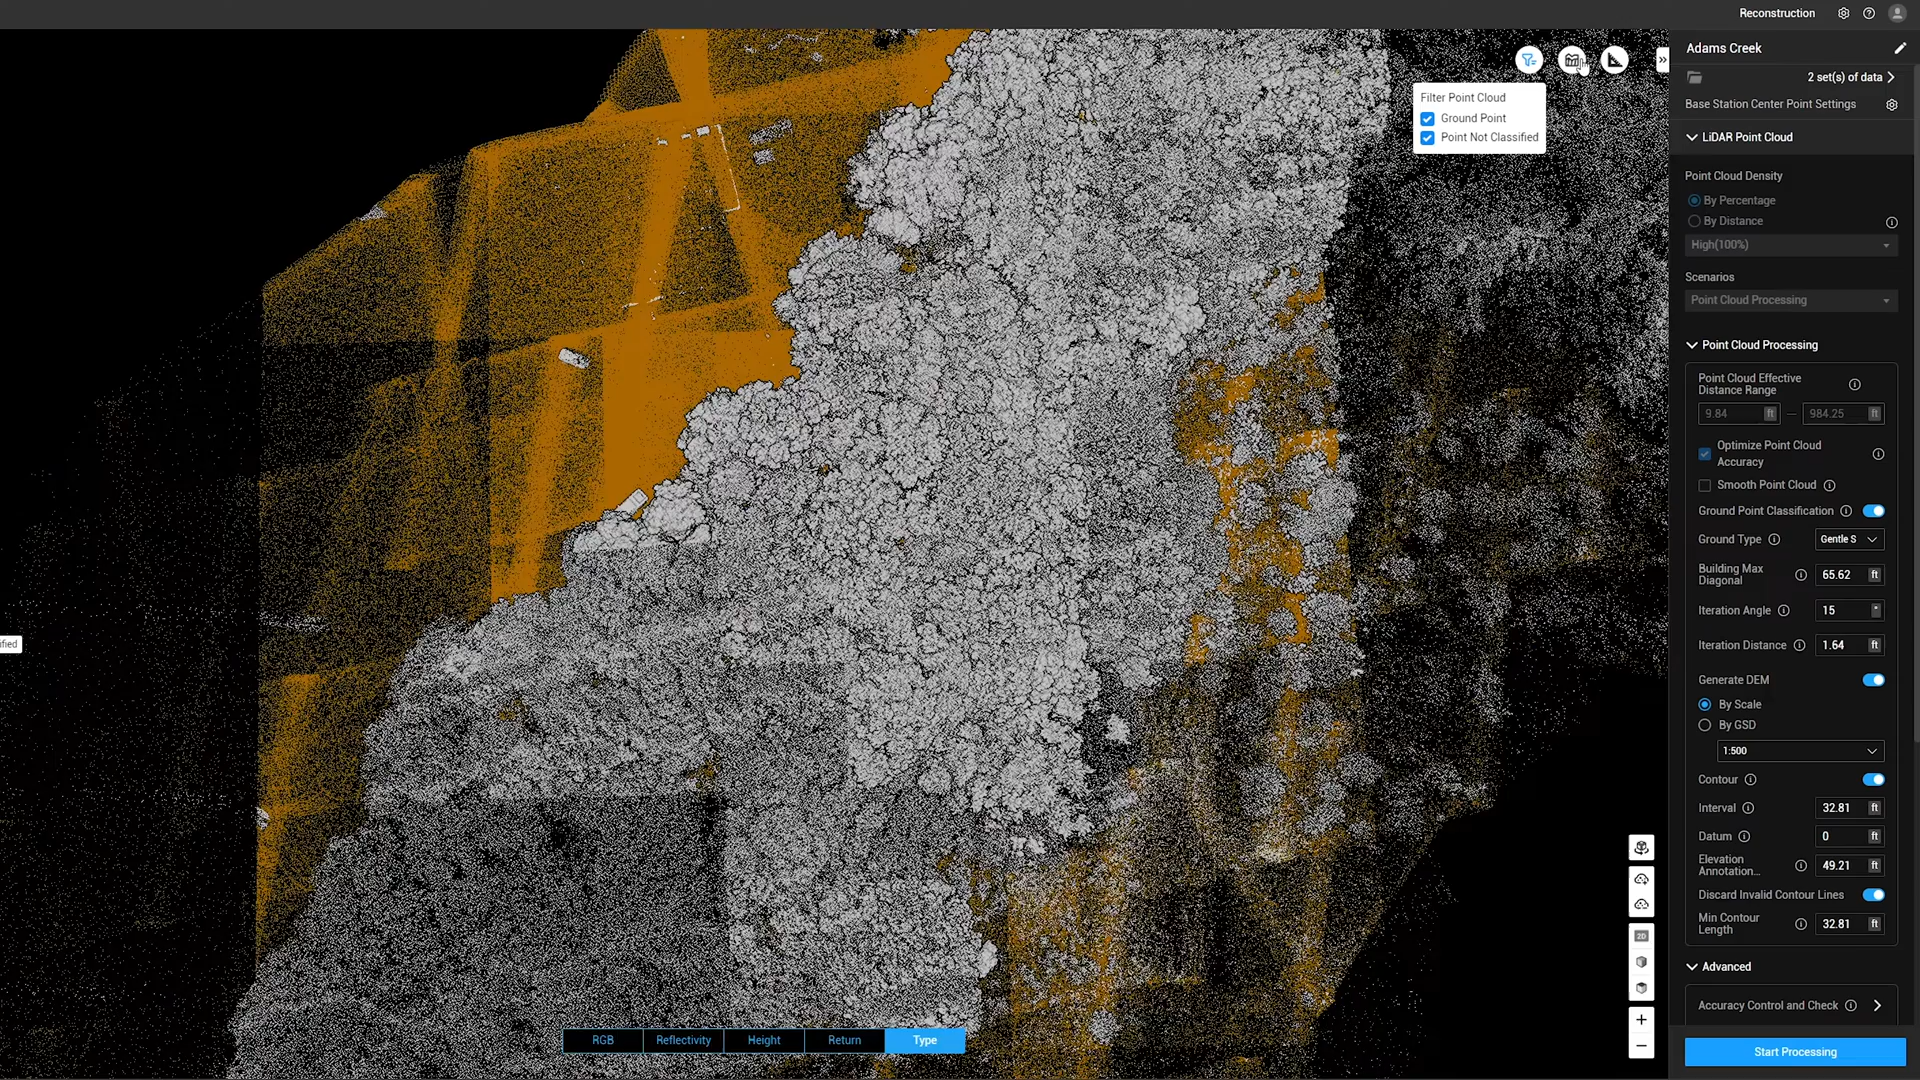 Reconstruction
Adams Creek
2 set(s) of data
Base Station Center Point Settings
Filter Point Cloud
Ground Point
Point Not Classified
LiDAR Point Cloud
Point Cloud Density
By Percentage
By Distance
High(100%)
Scenarios
Point Cloud Processing
Point Cloud Processing
Point Cloud Effective
Distance Range
9.84 ft — 984.25 ft
Optimize Point Cloud
Accuracy
Smooth Point Cloud
Ground Point Classification
Ground Type Gentle S
Building Max
Diagonal
65.62 ft
Iteration Angle 15 °
Iteration Distance 1.64 ft
ified
Generate DEM
By Scale
By GSD
1:500
Contour
Interval 32.81 ft
Datum 0 ft
Elevation
Annotation...
49.21 ft
Discard Invalid Contour Lines
Min Contour
Length
32.81 ft
2D
Advanced
Accuracy Control and Check
RGB Reflectivity Height Return Type
Start Processing